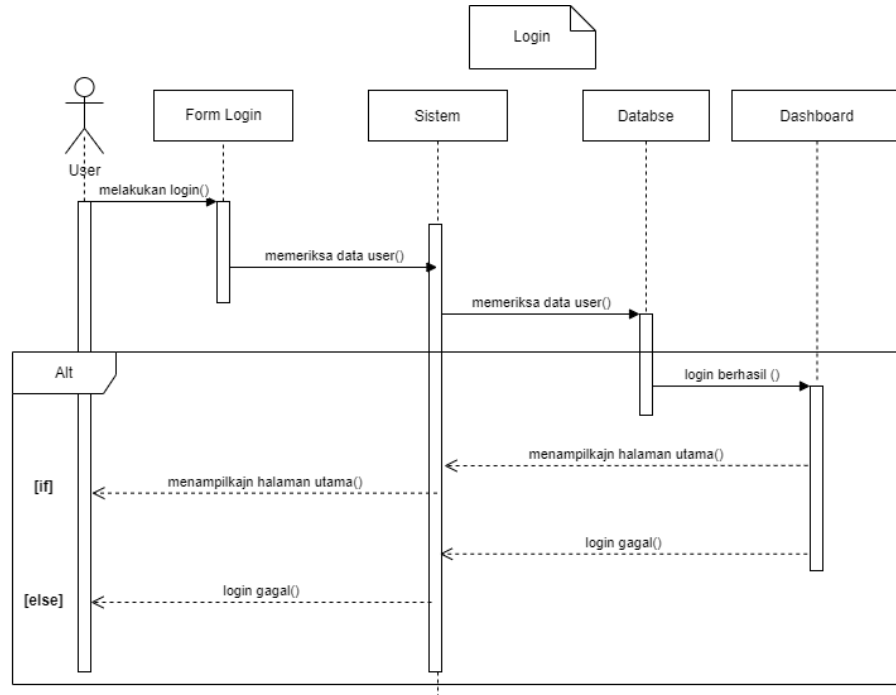 Login
Form Login
Sistem
Databse
Dashboard
User
melakukan login()
memeriksa data user()
memeriksa data user()
Alt
login berhasil ()
menampilkajn halaman utama()
[if]
menampilkajn halaman utama()
login gagal()
[else]
login gagal()